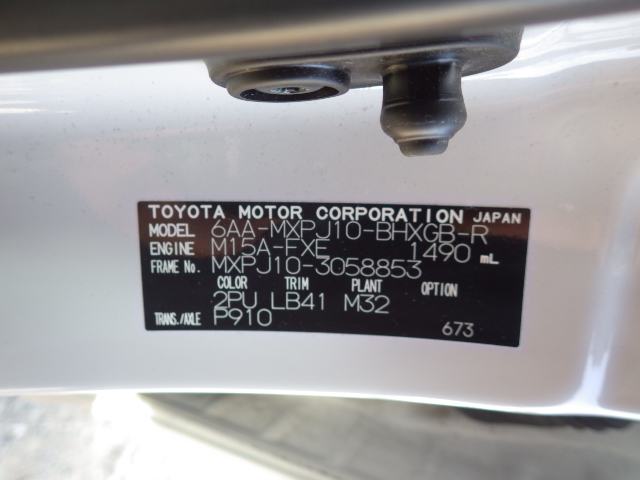 TOYOTA MOTOR CORPORATION JAPAN
MODEL 6AA-MXPJ10-BHXGB-R
ENGINE M15A-FXE 1490 mL
FRAME No. MXPJ10-3058853
COLOR TRIM PLANT OPTION
2PU LB41 M32
TRANS./AXLE P910
673